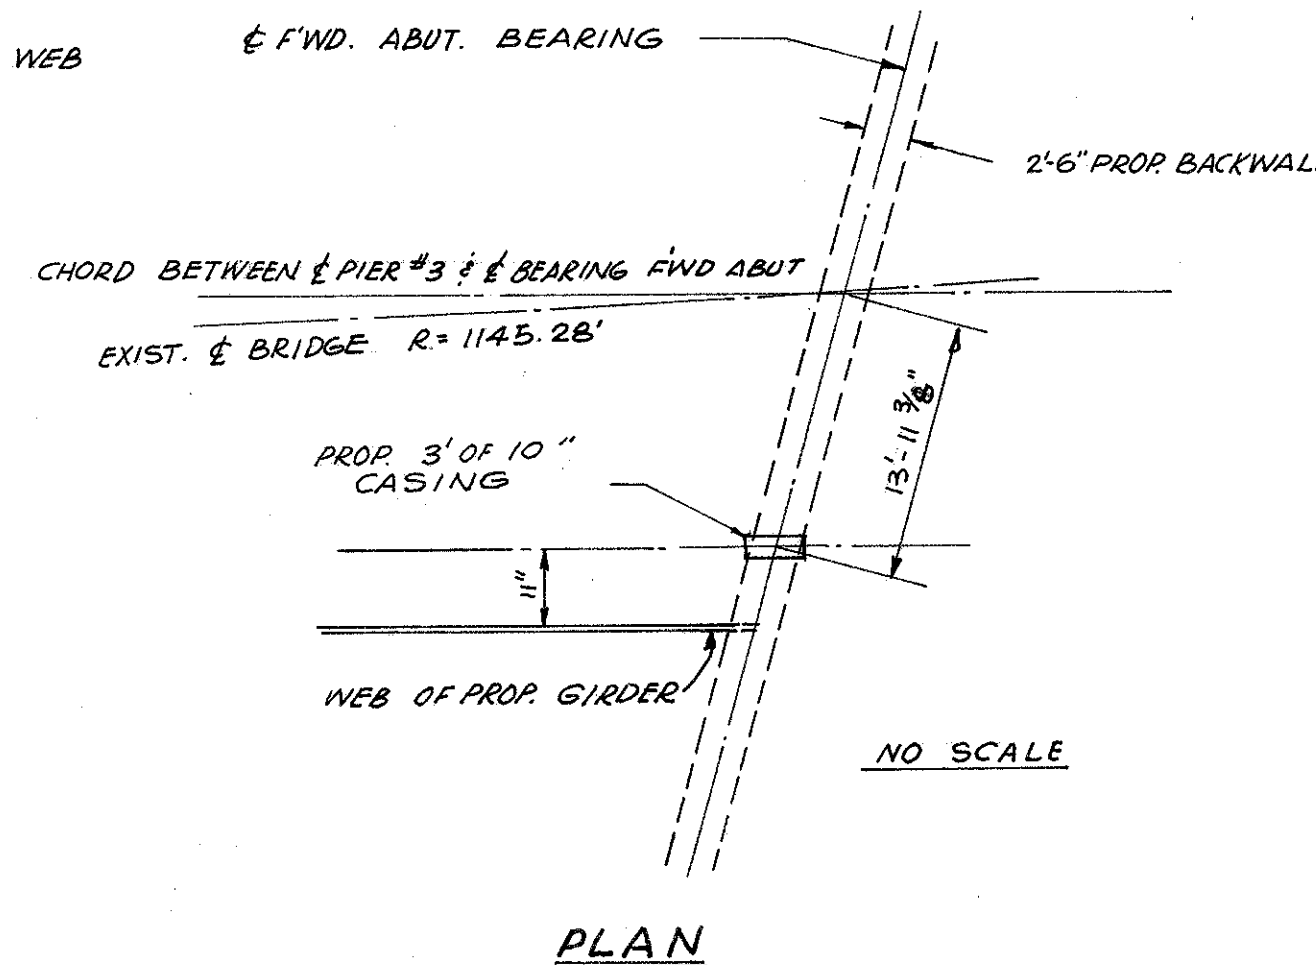 WEB
℄ F'WD. ABUT. BEARING
2'-6" PROP. BACKWAL
CHORD BETWEEN ℄ PIER #3 & ℄ BEARING F'WD ABUT
EXIST. ℄ BRIDGE R.= 1145.28'
13'-11 3/8"
PROP. 3' OF 10"
CASING
11"
WEB OF PROP. GIRDER
NO SCALE
PLAN